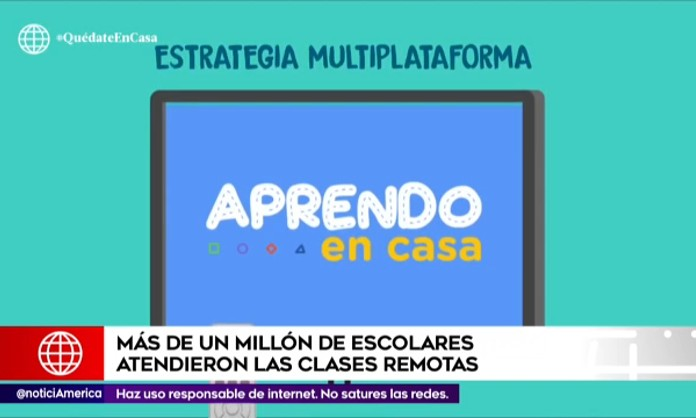 #QuédateEnCasa
ESTRATEGIA MULTIPLATAFORMA
APRENDO
en casa
MÁS DE UN MILLÓN DE ESCOLARES
ATENDIERON LAS CLASES REMOTAS
@noticiAmerica Haz uso responsable de internet. No satures las redes.